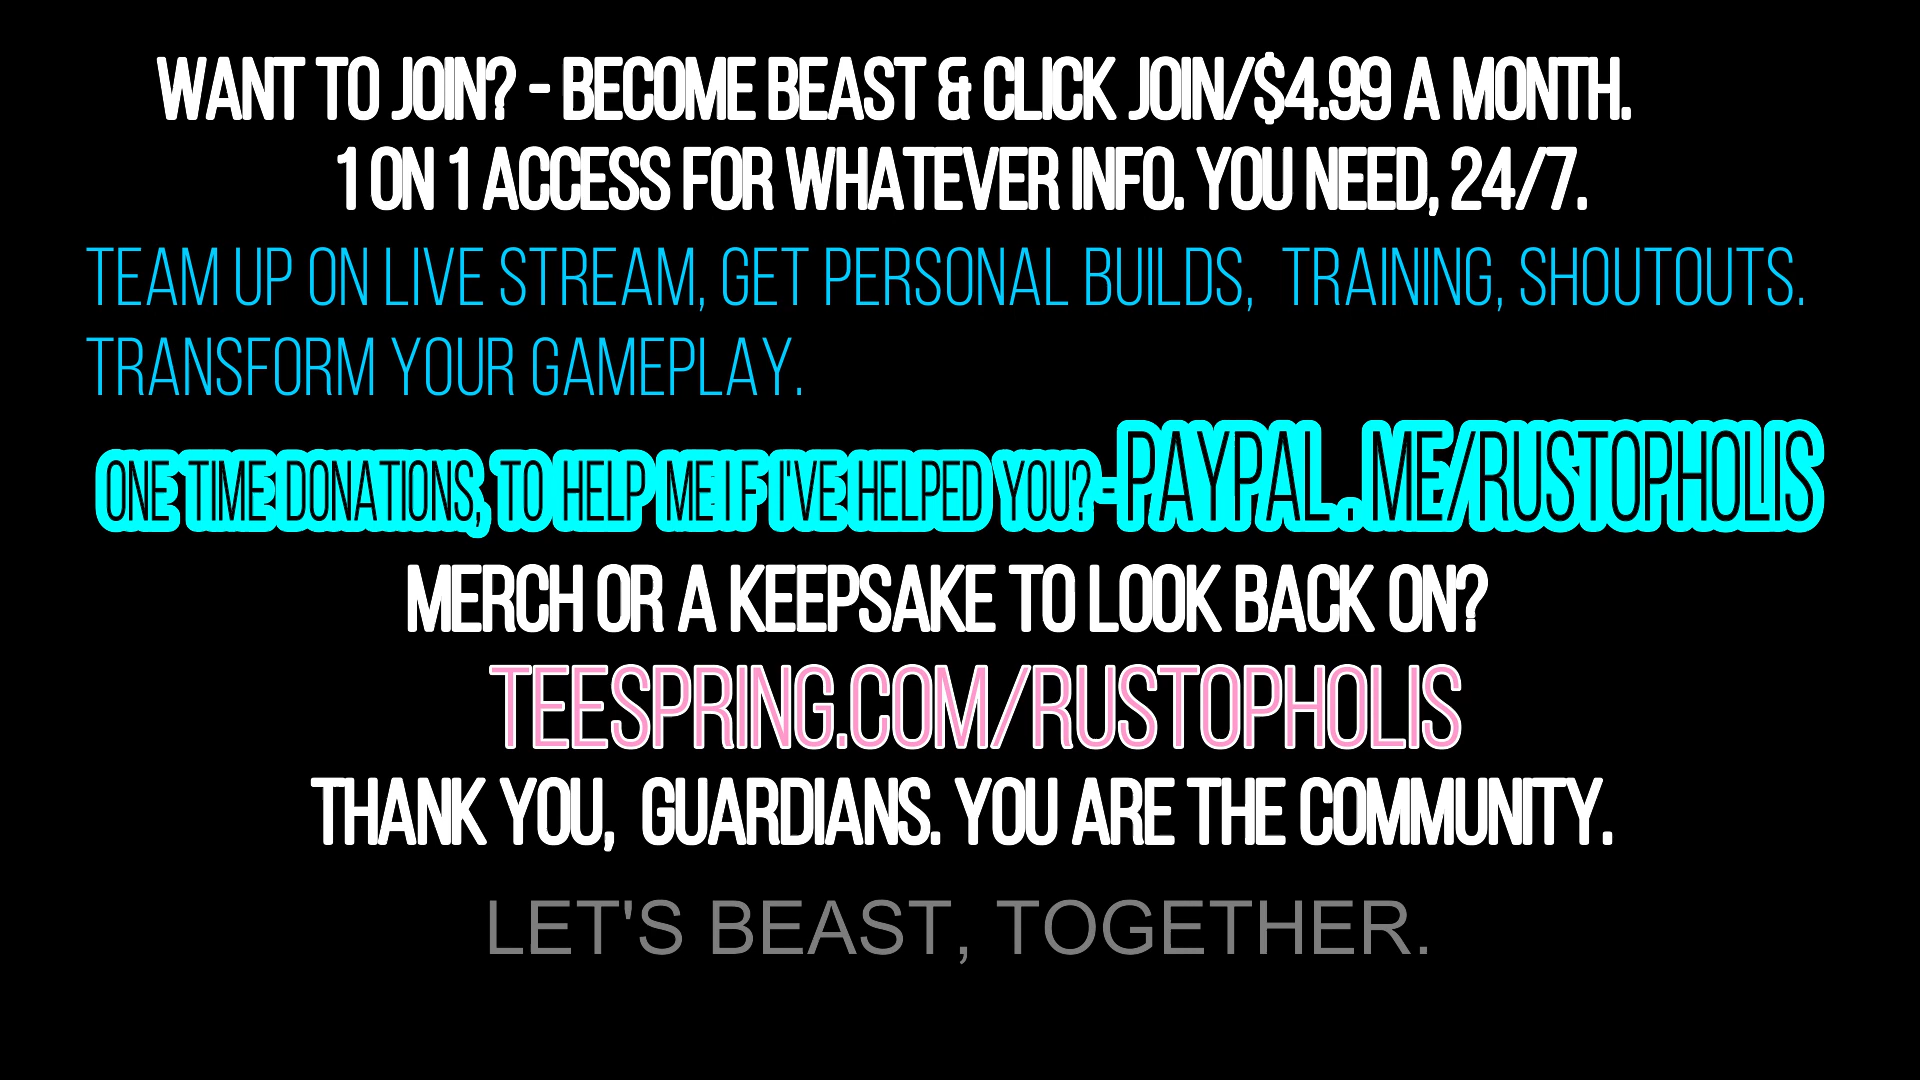 WANT TO JOIN? - BECOME BEAST & CLICK JOIN/$4.99 A MONTH.
1 ON 1 ACCESS FOR WHATEVER INFO. YOU NEED, 24/7.
TEAM UP ON LIVE STREAM, GET PERSONAL BUILDS, TRAINING, SHOUTOUTS.
TRANSFORM YOUR GAMEPLAY.
ONE TIME DONATIONS, TO HELP ME IF I'VE HELPED YOU? -PAYPAL.ME/RUSTOPHOLIS
MERCH OR A KEEPSAKE TO LOOK BACK ON?
TEESPRING.COM/RUSTOPHOLIS
THANK YOU, GUARDIANS. YOU ARE THE COMMUNITY.
LET'S BEAST, TOGETHER.